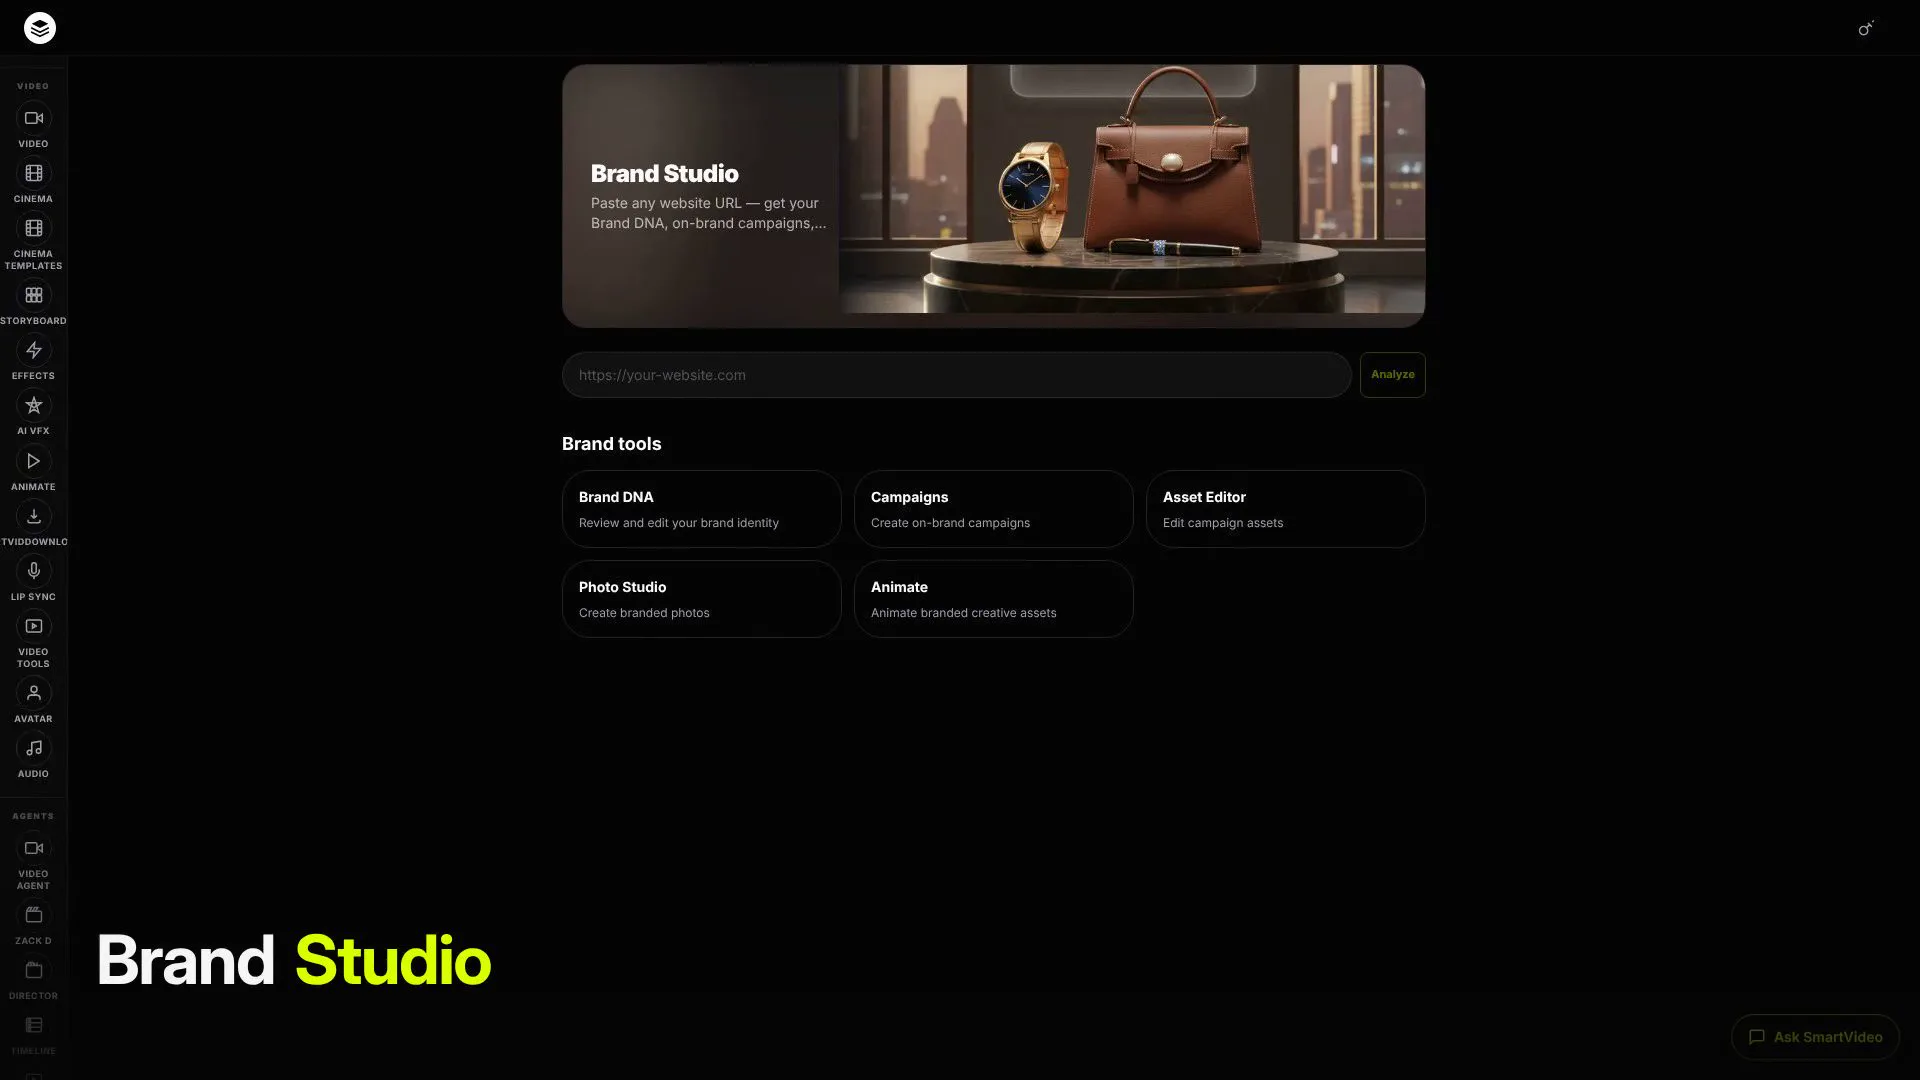 VIDEO
VIDEO
CINEMA
CINEMA
TEMPLATES
STORYBOARD
EFFECTS
AI VFX
ANIMATE
TVIDDOWNLO
LIP SYNC
VIDEO
TOOLS
AVATAR
AUDIO
AGENTS
VIDEO
AGENT
ZACK D
DIRECTOR
TIMELINE
Brand Studio
Paste any website URL — get your
Brand DNA, on-brand campaigns,...
https://your-website.com
Analyze
Brand tools
Brand DNA
Review and edit your brand identity
Campaigns
Create on-brand campaigns
Asset Editor
Edit campaign assets
Photo Studio
Create branded photos
Animate
Animate branded creative assets
Brand Studio
Ask SmartVideo